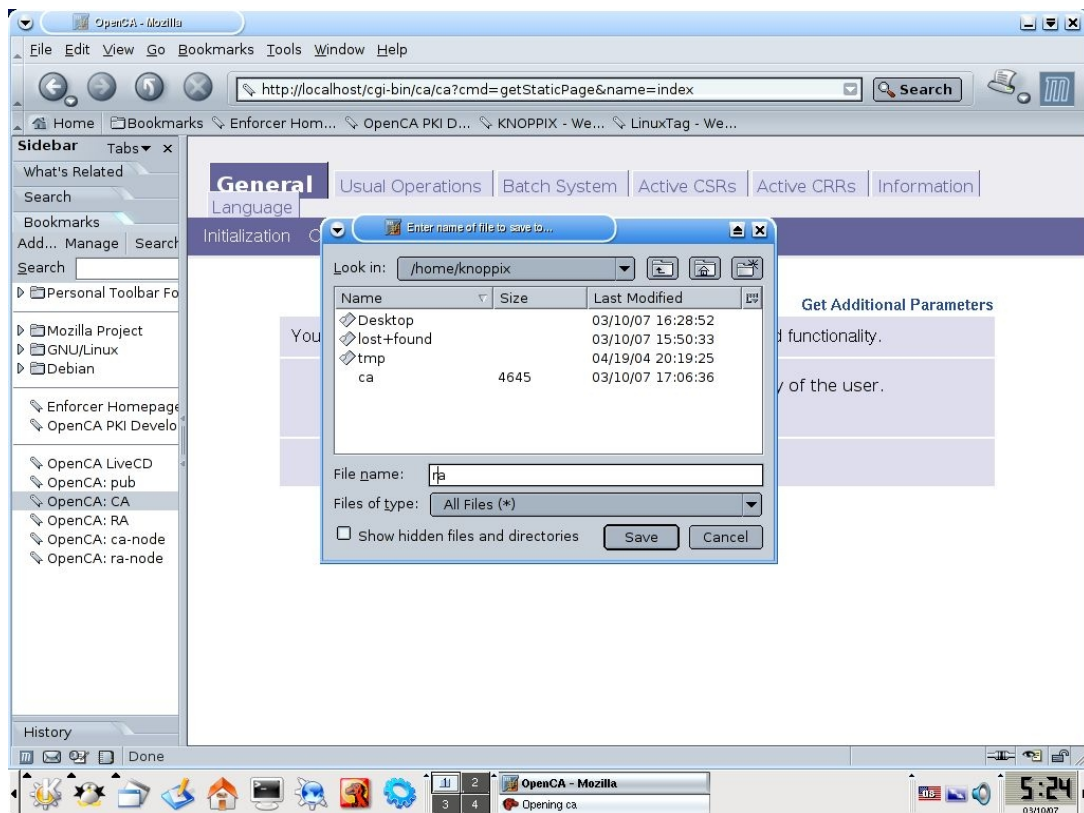 OpenCA - Mozilla
File Edit View Go Bookmarks Tools Window Help
http://localhost/cgi-bin/ca/ca?cmd=getStaticPage&name=index
Search
Home Bookmarks Enforcer Hom... OpenCA PKI D... KNOPPIX - We... LinuxTag - We...
Sidebar Tabs x
What's Related
Search
Bookmarks
Add... Manage Search
Search
Personal Toolbar Fo
Mozilla Project
GNU/Linux
Debian
Enforcer Homepage
OpenCA PKI Develo
OpenCA LiveCD
OpenCA: pub
OpenCA: CA
OpenCA: RA
OpenCA: ca-node
OpenCA: ra-node
History
General Usual Operations Batch System Active CSRs Active CRRs Information
Language
Initialization C
Get Additional Parameters
You
d functionality.
y of the user.
Enter name of file to save to...
Look in: /home/knoppix
Name Size Last Modified
Desktop 03/10/07 16:28:52
lost+found 03/10/07 15:50:33
tmp 04/19/04 20:19:25
ca 4645 03/10/07 17:06:36
File name: ra
Files of type: All Files (*)
Show hidden files and directories Save Cancel
Done
1 2 OpenCA - Mozilla
3 4 Opening ca
us
5:24
03/10/07